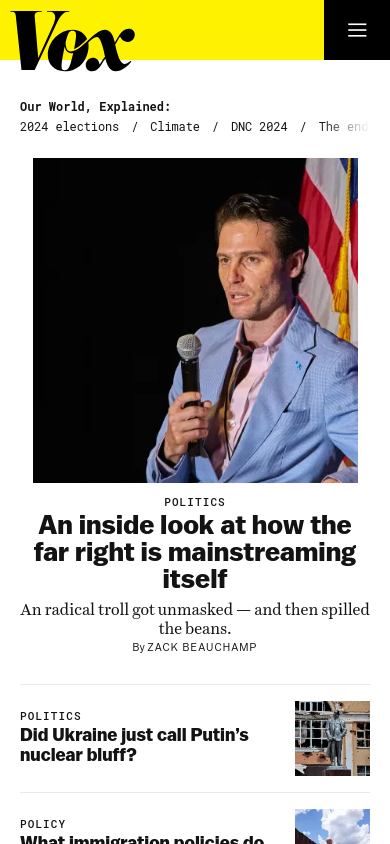 Vox
Our World, Explained:
2024 elections / Climate / DNC 2024 / The end
POLITICS
An inside look at how the
far right is mainstreaming
itself
An radical troll got unmasked — and then spilled
the beans.
By ZACK BEAUCHAMP
POLITICS
Did Ukraine just call Putin’s
nuclear bluff?
POLICY
What immigration policies do